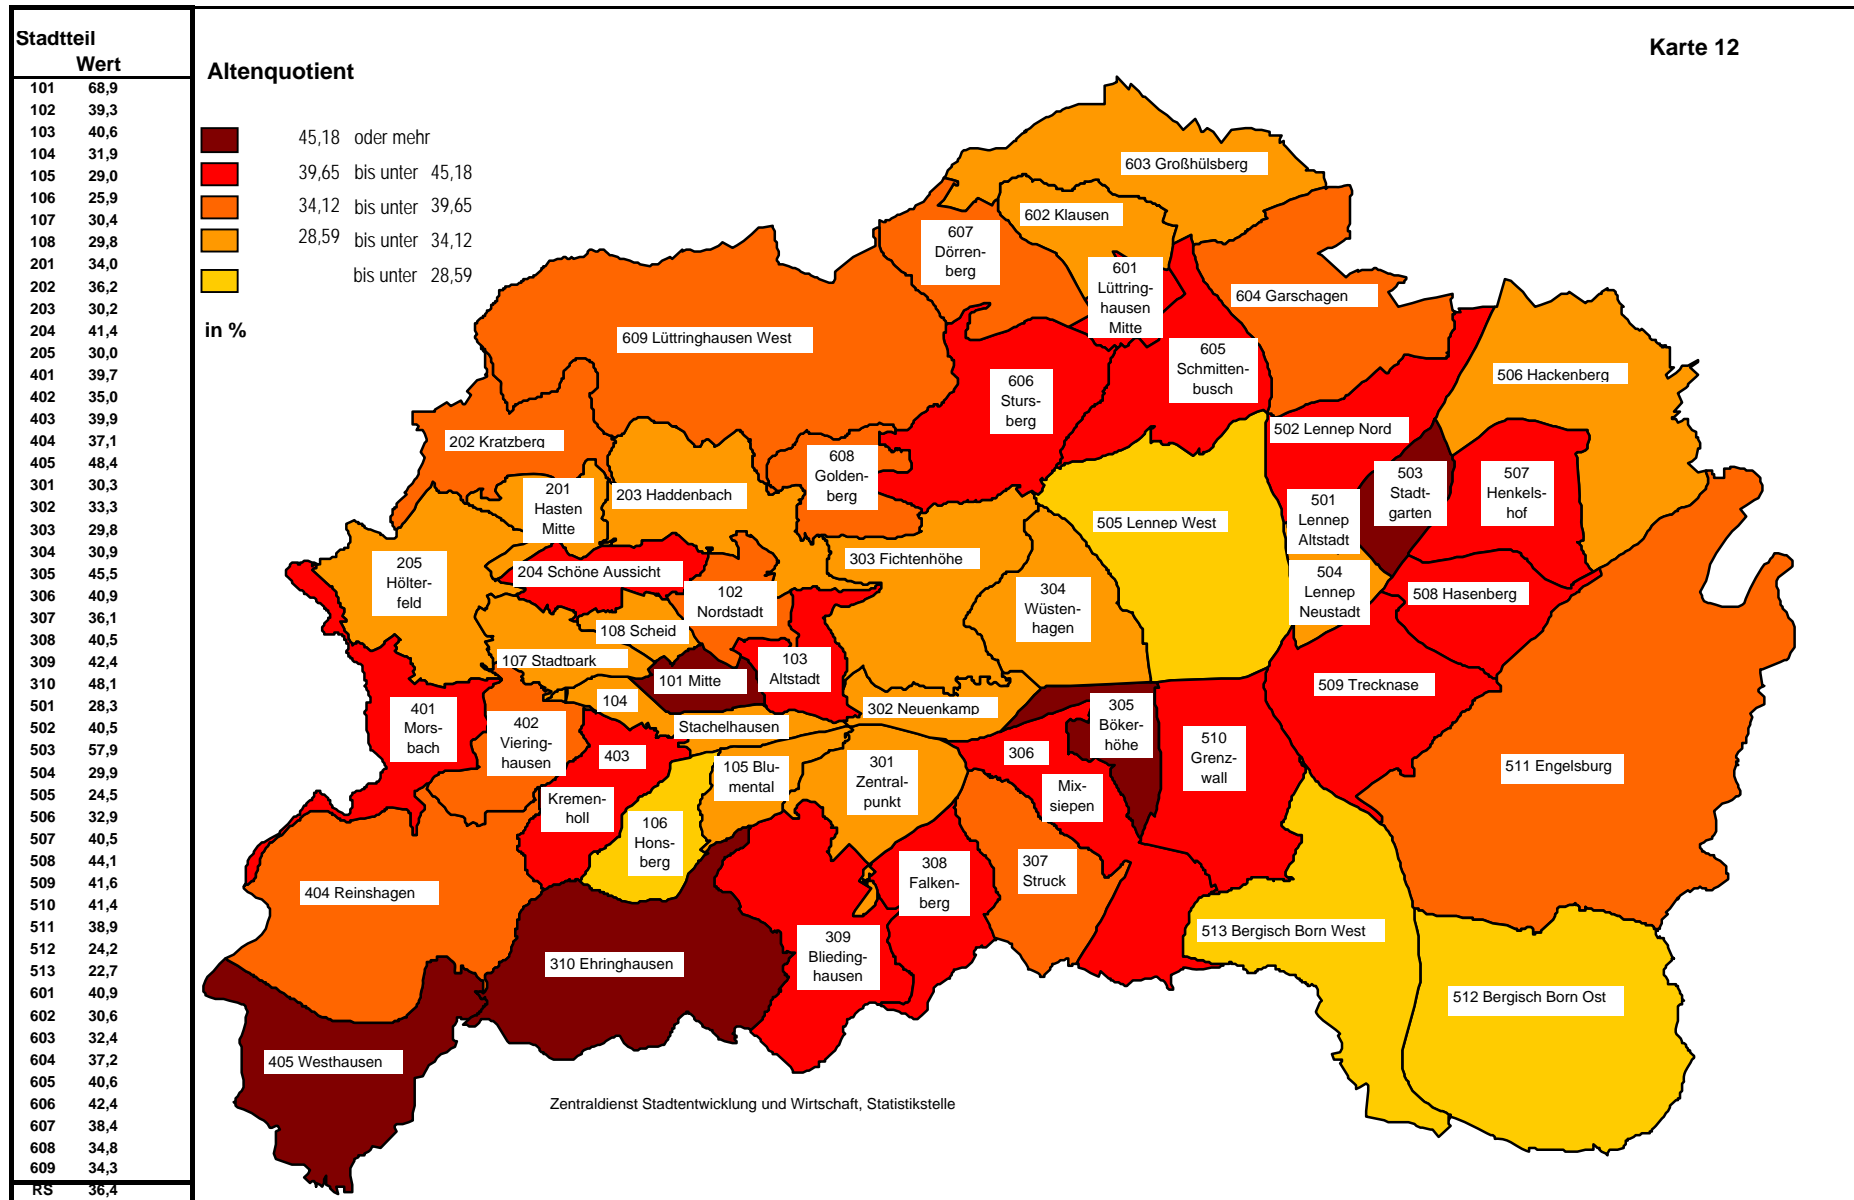 Stadtteil
Wert
101 68,9
102 39,3
103 40,6
104 31,9
105 29,0
106 25,9
107 30,4
108 29,8
201 34,0
202 36,2
203 30,2
204 41,4
205 30,0
401 39,7
402 35,0
403 39,9
404 37,1
405 48,4
301 30,3
302 33,3
303 29,8
304 30,9
305 45,5
306 40,9
307 36,1
308 40,5
309 42,4
310 48,1
501 28,3
502 40,5
503 57,9
504 29,9
505 24,5
506 32,9
507 40,5
508 44,1
509 41,6
510 41,4
511 38,9
512 24,2
513 22,7
601 40,9
602 30,6
603 32,4
604 37,2
605 40,6
606 42,4
607 38,4
608 34,8
609 34,3
RS 36,4
Karte 12
Altenquotient
45,18 oder mehr
39,65 bis unter 45,18
34,12 bis unter 39,65
28,59 bis unter 34,12
bis unter 28,59
in %
603 Großhülsberg
602 Klausen
607
Dörren-
berg
601
Lüttring-
hausen
Mitte
604 Garschagen
609 Lüttringhausen West
605
Schmitten-
busch
606
Sturs-
berg
506 Hackenberg
502 Lennep Nord
202 Kratzberg
608
Golden-
berg
503
Stadt-
garten
507
Henkels-
hof
201
Hasten
Mitte
203 Haddenbach
501
Lennep
Altstadt
505 Lennep West
205
Hölter-
feld
204 Schöne Aussicht
303 Fichtenhöhe
102
Nordstadt
304
Wüsten-
hagen
504
Lennep
Neustadt
508 Hasenberg
108 Scheid
107 Stadtpark
101 Mitte
103
Altstadt
509 Trecknase
104
Stachelhausen
302 Neuenkamp
401
Mors-
bach
402
Viering-
hausen
305
Böker-
höhe
510
Grenz-
wall
403
Kremen-
holl
105 Blu-
mental
301
Zentral-
punkt
306
Mix-
siepen
511 Engelsburg
106
Hons-
berg
307
Struck
308
Falken-
berg
404 Reinshagen
309
Blieding-
hausen
513 Bergisch Born West
310 Ehringhausen
512 Bergisch Born Ost
405 Westhausen
Zentraldienst Stadtentwicklung und Wirtschaft, Statistikstelle